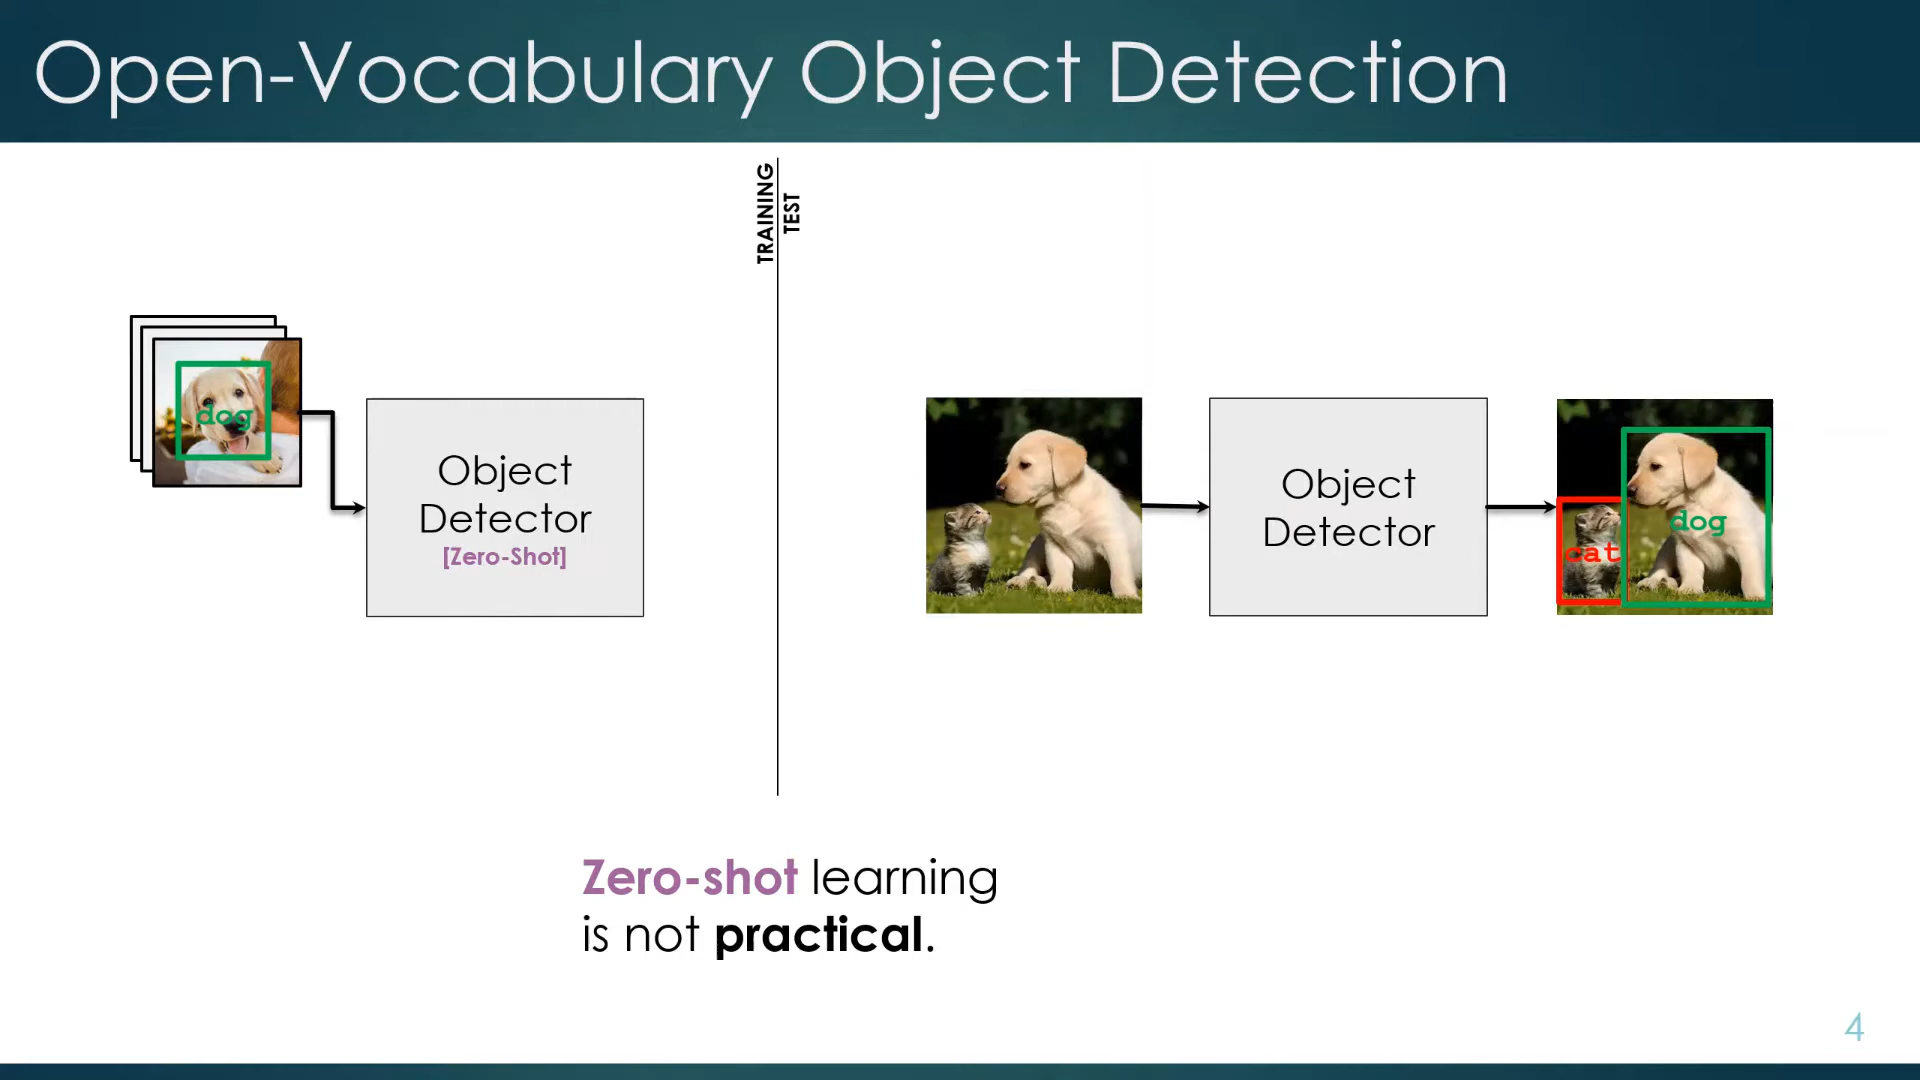 Open-Vocabulary Object Detection
TRAINING
TEST
dog
Object
Detector
[Zero-Shot]
Object
Detector
dog
cat
Zero-shot learning
is not practical.
4